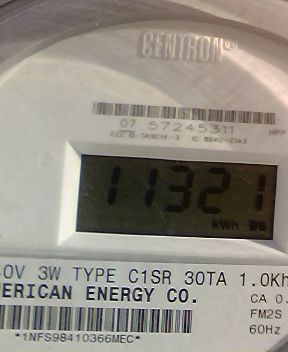 CENTRON®
07 57245311
11321
kWh
0V 3W TYPE C1SR 30TA 1.0Kh
ERICAN ENERGY CO.
CA 0.
FM2S
60Hz
*1NFS98410366MEC*